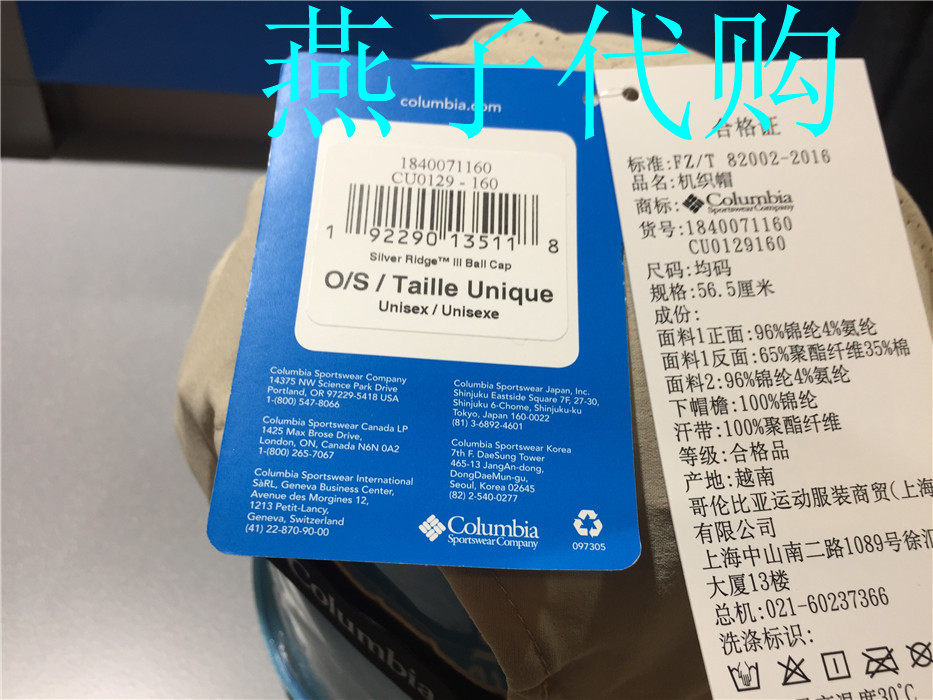 燕子代购
columbia.com
1840071160
CU0129 - 160
1 92290 13511 8
Silver Ridge™ III Ball Cap
O/S / Taille Unique
Unisex / Unisexe
Columbia Sportswear Company
14375 NW Science Park Drive
Portland, OR 97229-5418 USA
1-(800) 547-8066
Columbia Sportswear Canada LP
1425 Max Brose Drive,
London, ON, Canada N6N 0A2
1-(800) 265-7067
Columbia Sportswear International
SàRL, Geneva Business Center,
Avenue des Morgines 12,
1213 Petit-Lancy,
Geneva, Switzerland
(41) 22-870-90-00
Columbia Sportswear Japan, Inc.
Shinjuku Eastside Square 7F, 27-30,
Shinjuku 6-Chome, Shinjuku-ku
Tokyo, Japan 160-0022
(81) 3-6892-4601
Columbia Sportswear Korea
7th F. DaeSung Tower
465-13 JangAn-dong,
DongDaeMun-gu,
Seoul, Korea 02645
(82) 2-540-0277
Columbia
Sportswear Company
097305
合格证
标准:FZ/T 82002-2016
品名:机织帽
商标:Columbia
Sportswear Company
货号:1840071160
CU0129160
尺码:均码
规格:56.5厘米
成份:
面料1正面:96%锦纶4%氨纶
面料1反面:65%聚酯纤维35%棉
面料2:96%锦纶4%氨纶
下帽檐:100%锦纶
汗带:100%聚酯纤维
等级:合格品
产地:越南
哥伦比亚运动服装商贸(上海
有限公司
上海中山南二路1089号徐汇
大厦13楼
总机:021-60237366
洗涤标识:
温度30℃
Columbia
Columbia